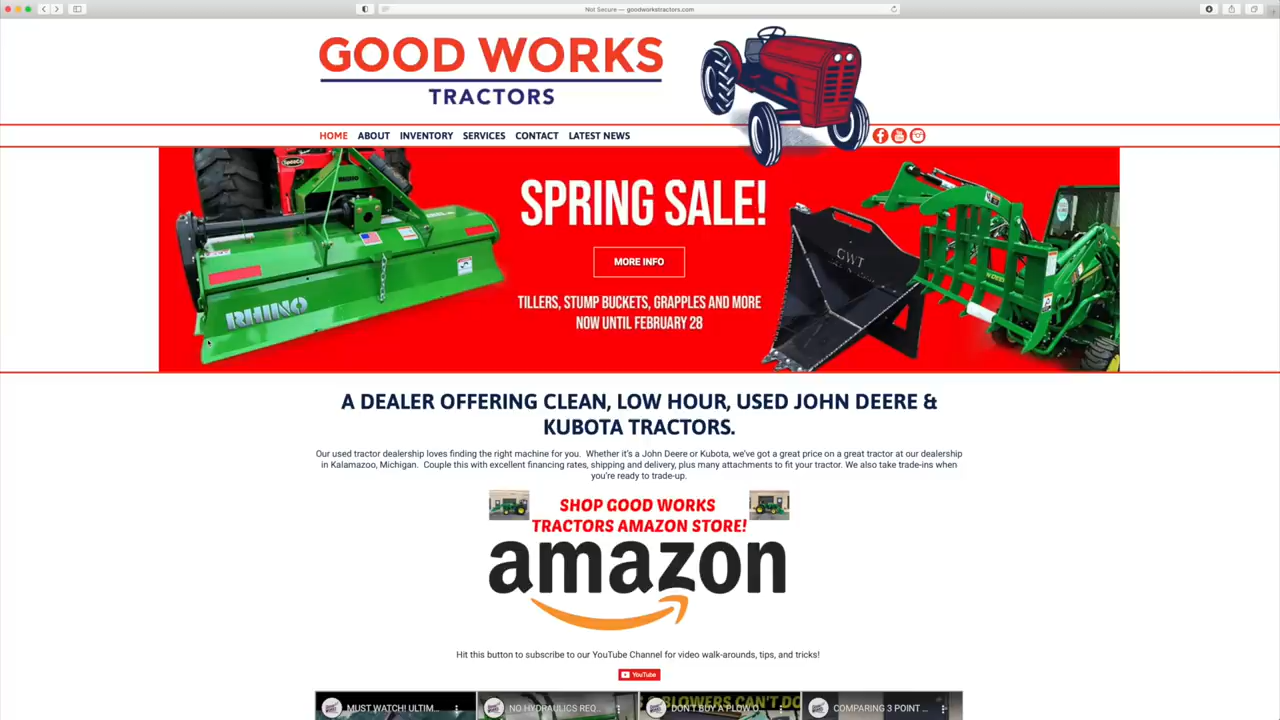 Not Secure — goodworkstractors.com
GOOD WORKS
TRACTORS
HOME ABOUT INVENTORY SERVICES CONTACT LATEST NEWS
SPRING SALE!
MORE INFO
TILLERS, STUMP BUCKETS, GRAPPLES AND MORE
NOW UNTIL FEBRUARY 28
RHINO
GWT
A DEALER OFFERING CLEAN, LOW HOUR, USED JOHN DEERE &
KUBOTA TRACTORS.
Our used tractor dealership loves finding the right machine for you. Whether it's a John Deere or Kubota, we've got a great price on a great tractor at our dealership
in Kalamazoo, Michigan. Couple this with excellent financing rates, shipping and delivery, plus many attachments to fit your tractor. We also take trade-ins when
you're ready to trade-up.
SHOP GOOD WORKS
TRACTORS AMAZON STORE!
amazon
Hit this button to subscribe to our YouTube Channel for video walk-arounds, tips, and tricks!
YouTube
MUST WATCH! ULTIM...
NO HYDRAULICS REQ...
DON'T BUY A PLOW O...
COMPARING 3 POINT ...